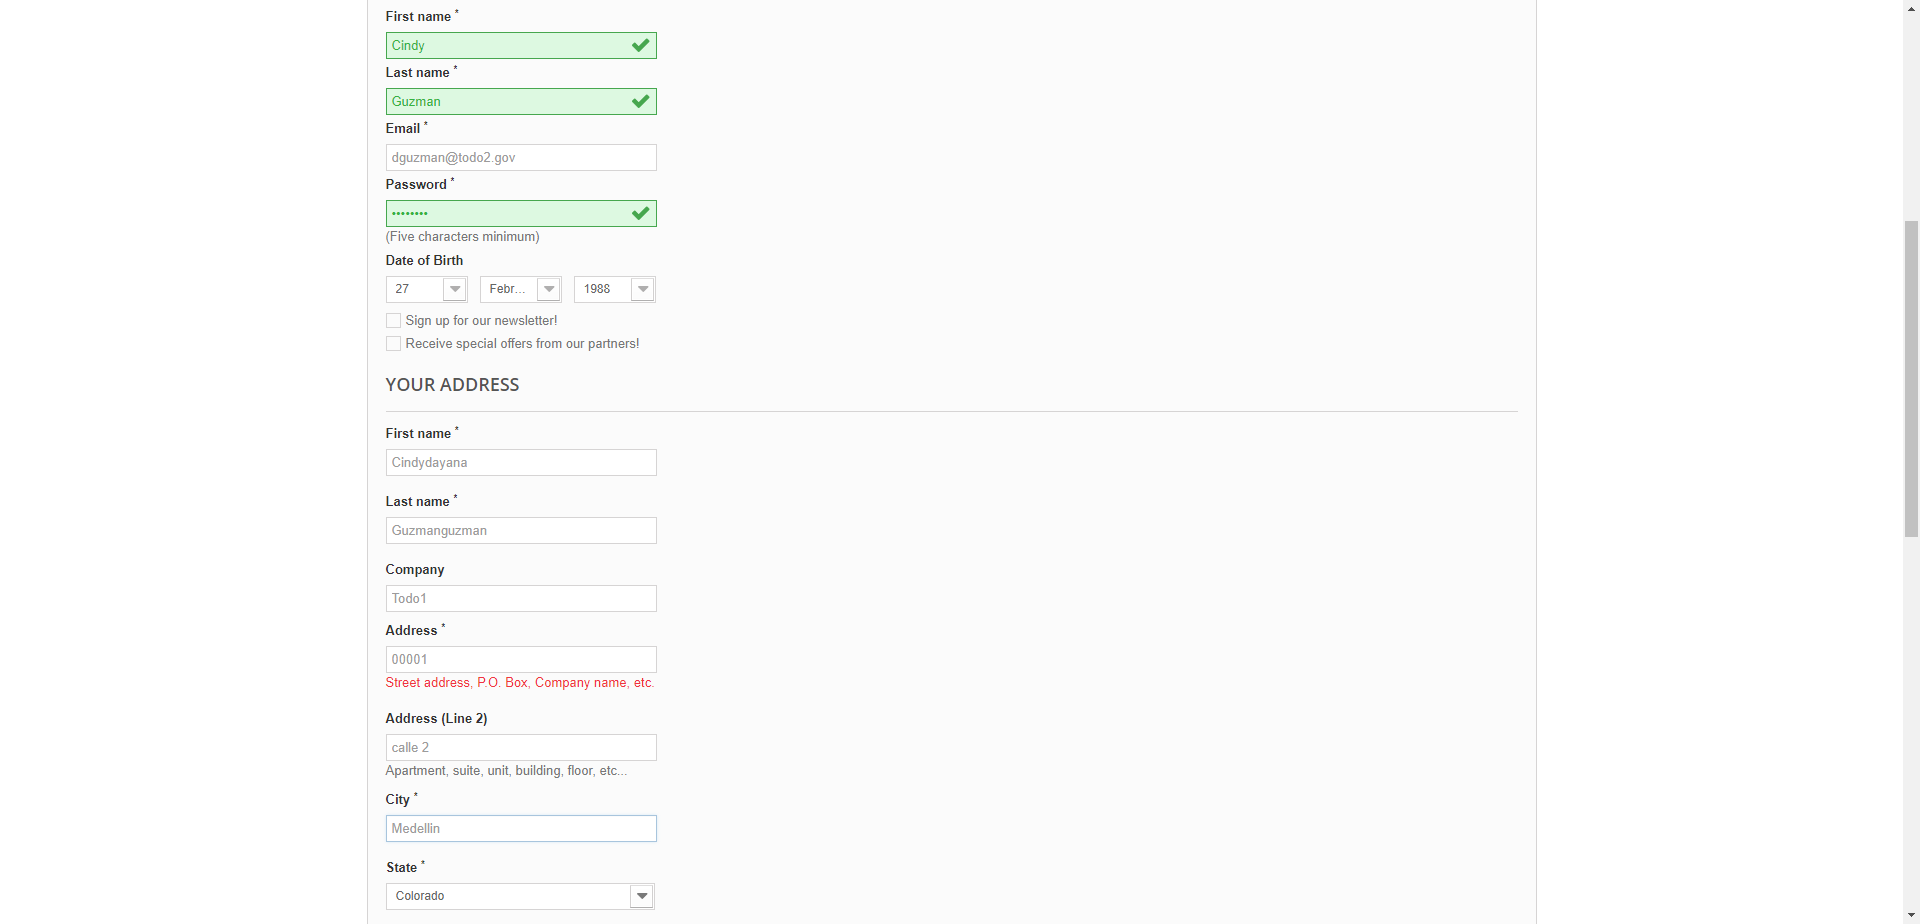 First name *
Cindy
Last name *
Guzman
Email *
dguzman@todo2.gov
Password *
••••••••
(Five characters minimum)
Date of Birth
27 Febr... 1988
Sign up for our newsletter!
Receive special offers from our partners!
YOUR ADDRESS
First name *
Cindydayana
Last name *
Guzmanguzman
Company
Todo1
Address *
00001
Street address, P.O. Box, Company name, etc.
Address (Line 2)
calle 2
Apartment, suite, unit, building, floor, etc...
City *
Medellin
State *
Colorado